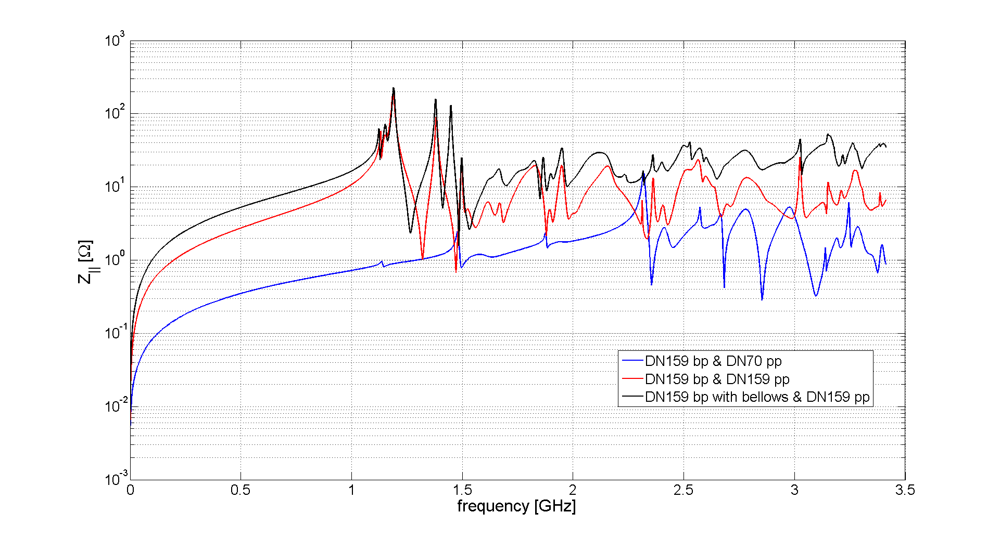 10^3
10^2
10^1
10^0
10^-1
10^-2
10^-3
Z_|| [Ω]
DN159 bp & DN70 pp
DN159 bp & DN159 pp
DN159 bp with bellows & DN159 pp
0 0.5 1 1.5 2 2.5 3 3.5
frequency [GHz]